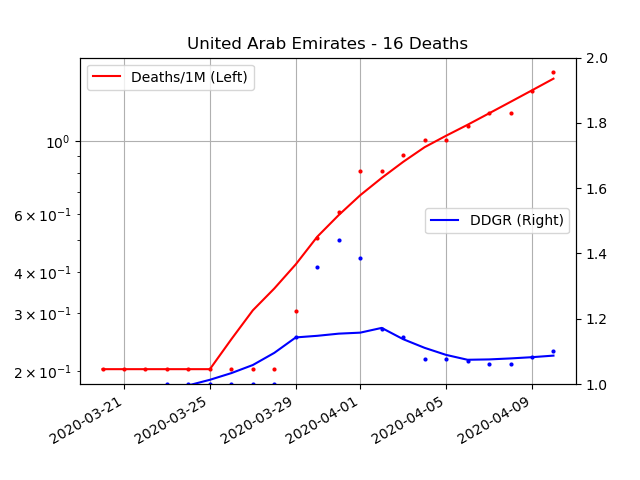 United Arab Emirates - 16 Deaths
Deaths/1M (Left)
DDGR (Right)
10⁰
6 × 10⁻¹
4 × 10⁻¹
3 × 10⁻¹
2 × 10⁻¹
2.0
1.8
1.6
1.4
1.2
1.0
2020-03-21
2020-03-25
2020-03-29
2020-04-01
2020-04-05
2020-04-09